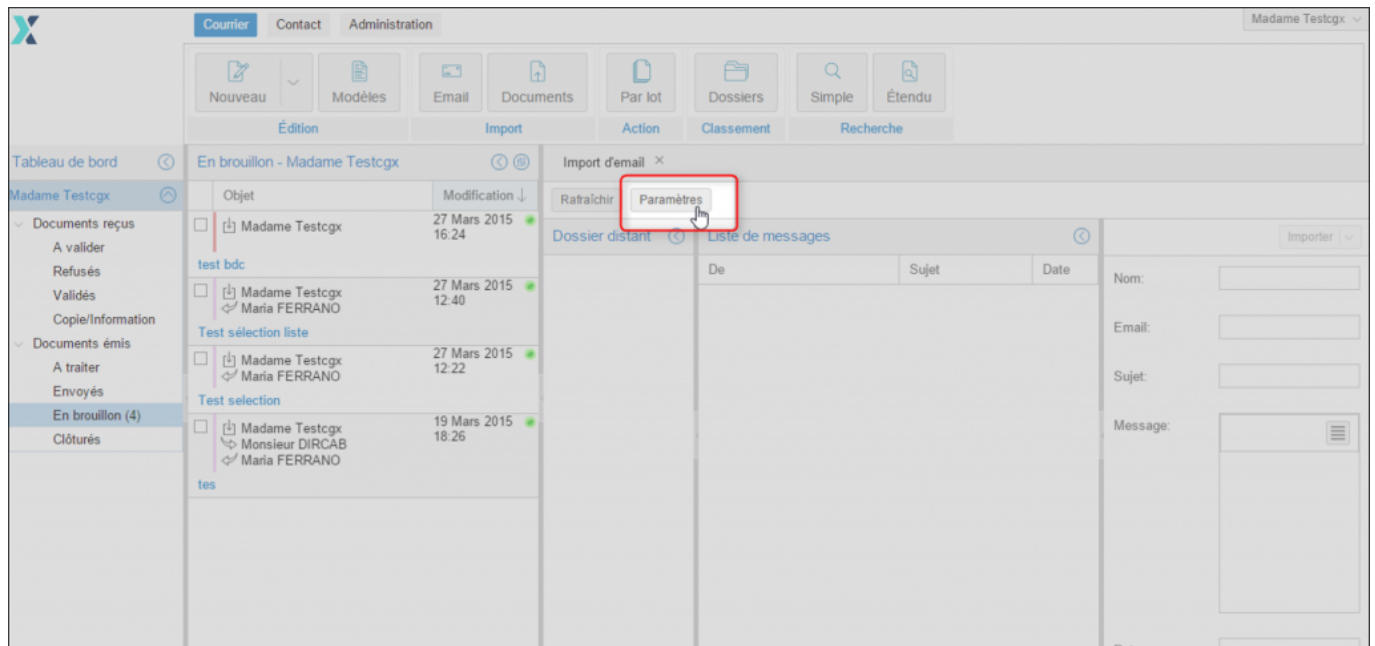 Courrier Contact Administration
Madame Testcgx
Nouveau Modèles Email Documents Par lot Dossiers Simple Étendu
Édition Import Action Classement Recherche
Tableau de bord
Madame Testcgx
Documents reçus
A valider
Refusés
Validés
Copie/Information
Documents émis
A traiter
Envoyés
En brouillon (4)
Clôturés
En brouillon - Madame Testcgx
Objet Modification ↓
Madame Testcgx 27 Mars 2015
16:24
test bdc
Madame Testcgx 27 Mars 2015
Maria FERRANO 12:40
Test sélection liste
Madame Testcgx 27 Mars 2015
Maria FERRANO 12:22
Test selection
Madame Testcgx 19 Mars 2015
Monsieur DIRCAB 18:26
Maria FERRANO
tes
Import d'email ×
Rafraîchir Paramètres
Dossier distant
Liste de messages
De Sujet Date
Importer
Nom:
Email:
Sujet:
Message: